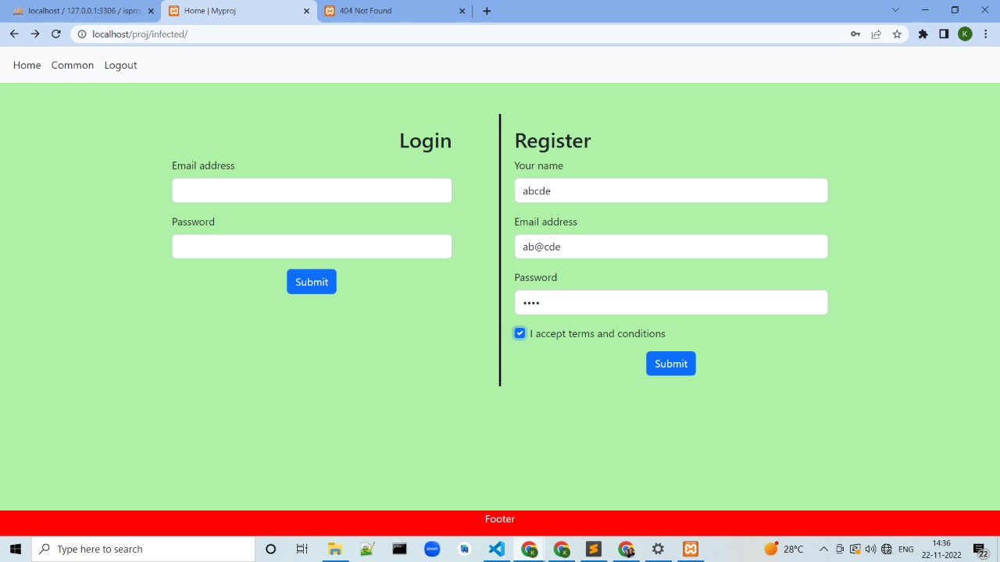 localhost / 127.0.0.1:3306 / ispro
Home | Myproj
404 Not Found
localhost/proj/infected/
K
Home Common Logout
Login
Email address
Password
Submit
Register
Your name
abcde
Email address
ab@cde
Password
••••
I accept terms and conditions
Submit
Footer
Type here to search
zoom
28°C
ENG
14:36
22-11-2022
22